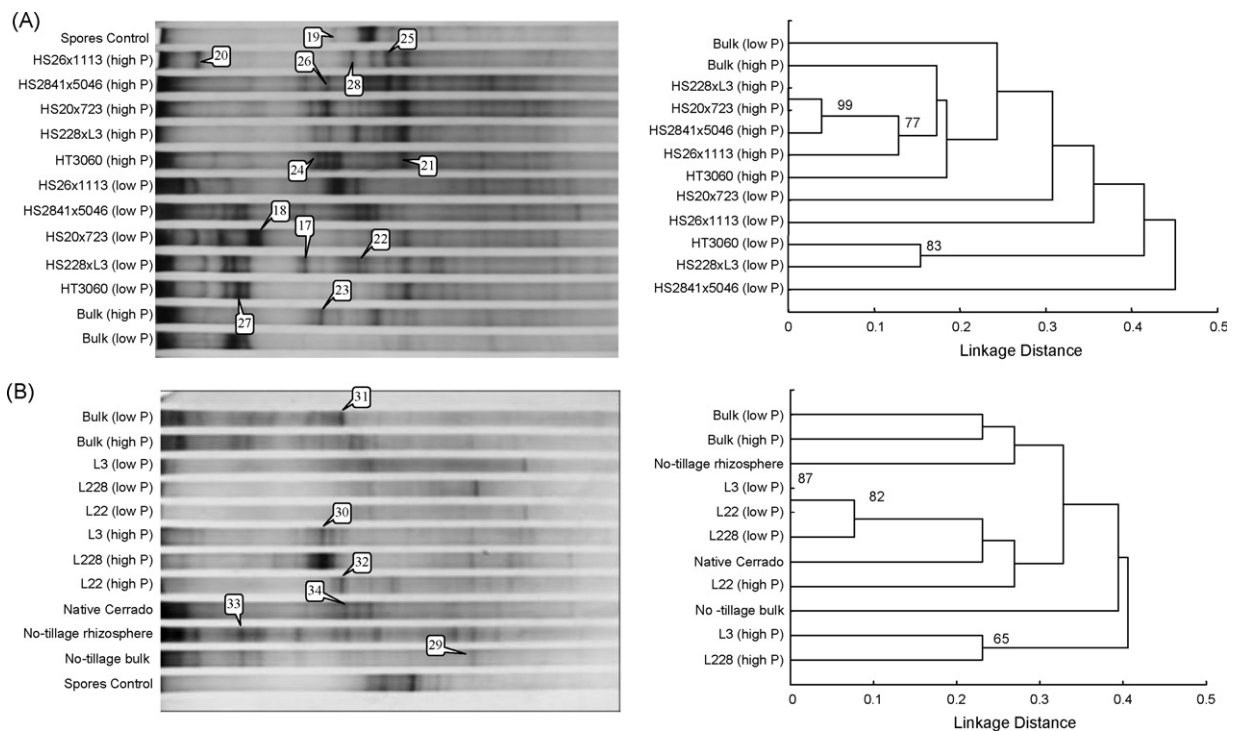 (A)
Spores Control
HS26x1113 (high P)
HS2841x5046 (high P)
HS20x723 (high P)
HS228xL3 (high P)
HT3060 (high P)
HS26x1113 (low P)
HS2841x5046 (low P)
HS20x723 (low P)
HS228xL3 (low P)
HT3060 (low P)
Bulk (high P)
Bulk (low P)
19
25
20
26
28
24
21
18
17
22
23
27
Bulk (low P)
Bulk (high P)
HS228xL3 (high P)
HS20x723 (high P)
HS2841x5046 (high P)
HS26x1113 (high P)
HT3060 (high P)
HS20x723 (low P)
HS26x1113 (low P)
HT3060 (low P)
HS228xL3 (low P)
HS2841x5046 (low P)
99
77
83
0 0.1 0.2 0.3 0.4 0.5
Linkage Distance
(B)
Bulk (low P)
Bulk (high P)
L3 (low P)
L228 (low P)
L22 (low P)
L3 (high P)
L228 (high P)
L22 (high P)
Native Cerrado
No-tillage rhizosphere
No-tillage bulk
Spores Control
31
30
32
34
33
29
Bulk (low P)
Bulk (high P)
No-tillage rhizosphere
L3 (low P)
L22 (low P)
L228 (low P)
Native Cerrado
L22 (high P)
No -tillage bulk
L3 (high P)
L228 (high P)
87
82
65
0 0.1 0.2 0.3 0.4 0.5
Linkage Distance